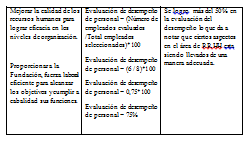 Mejorar la calidad de los
recursos humanos para
lograr eficacia en los
niveles de organización.
Proporcionar a la
Fundación, fuerza laboral
eficiente para alcanzar
los objetivos y cumplir a
cabalidad sus funciones.
Evaluación de desempeño
de personal = (Número de
empleados evaluados
/Total empleados
seleccionados)*100
Evaluación de desempeño
de personal = (6 / 8)*100
Evaluación de desempeño
de personal = 0,75*100
Evaluación de desempeño
de personal = 75%
Se logra más del 50% en
la evaluación del
desempeño lo que da a
notar que ciertos aspectos
en el área de RR.HH
siendo llevados de una
manera adecuada.